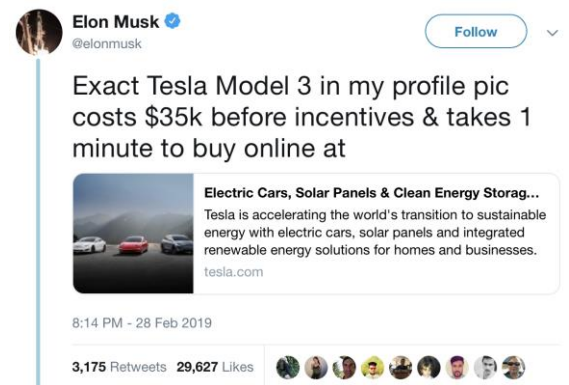 Elon Musk
@elonmusk
Follow
Exact Tesla Model 3 in my profile pic
costs $35k before incentives & takes 1
minute to buy online at
Electric Cars, Solar Panels & Clean Energy Storag...
Tesla is accelerating the world's transition to sustainable
energy with electric cars, solar panels and integrated
renewable energy solutions for homes and businesses.
tesla.com
8:14 PM - 28 Feb 2019
3,175 Retweets 29,627 Likes